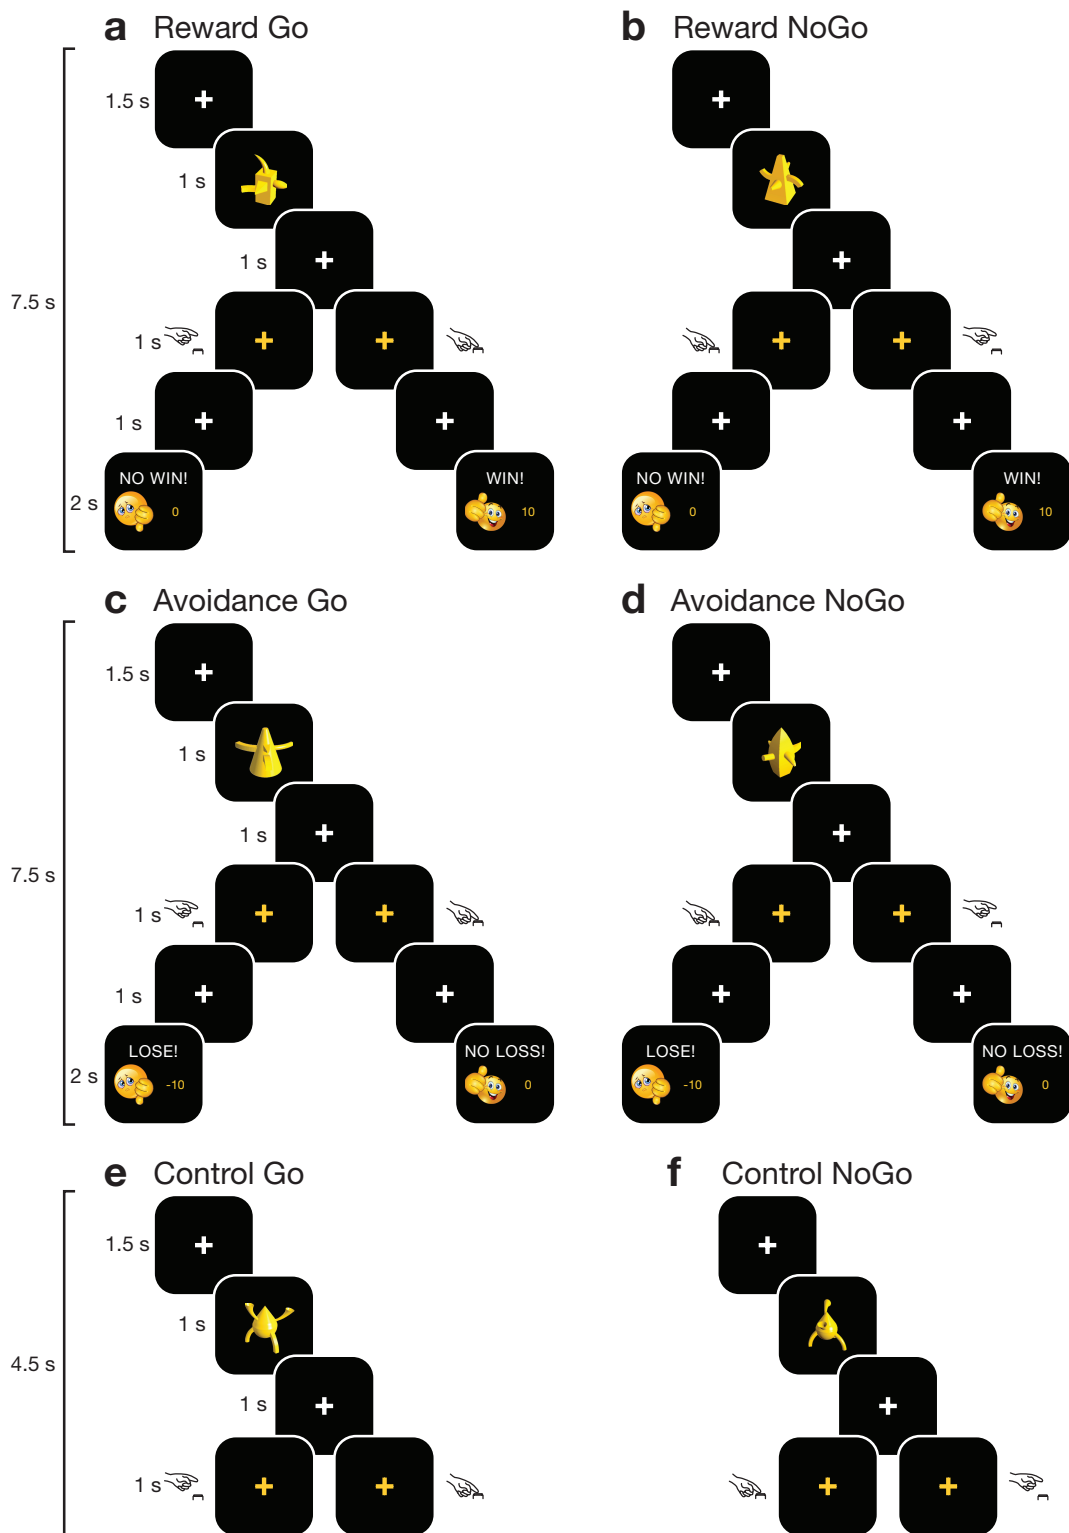 a Reward Go
1.5 s
1 s
1 s
7.5 s
1 s
1 s
2 s
NO WIN!
0
WIN!
10
b Reward NoGo
NO WIN!
0
WIN!
10
c Avoidance Go
1.5 s
1 s
1 s
7.5 s
1 s
1 s
2 s
LOSE!
-10
NO LOSS!
0
d Avoidance NoGo
LOSE!
-10
NO LOSS!
0
e Control Go
1.5 s
1 s
4.5 s
1 s
1 s
f Control NoGo